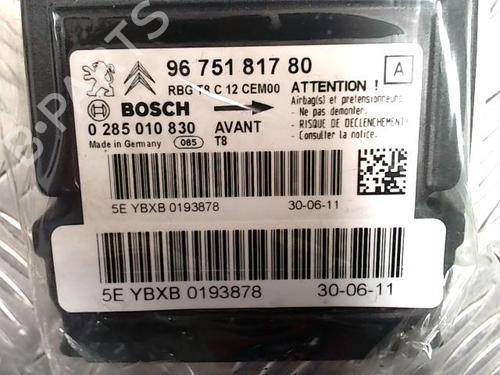 96 751 817 80
A
RBG T8 C 12 CEM00
ATTENTION !
BOSCH
Airbag(s) et pretensionneurs
- Ne pas demonter.
0 285 010 830
AVANT
- RISQUE DE DECLENCHEMENT
Made in Germany
085
T8
- Consulter la notice.
5E YBXB 0193878
30-06-11
5E YBXB 0193878
30-06-11
B-PARTS